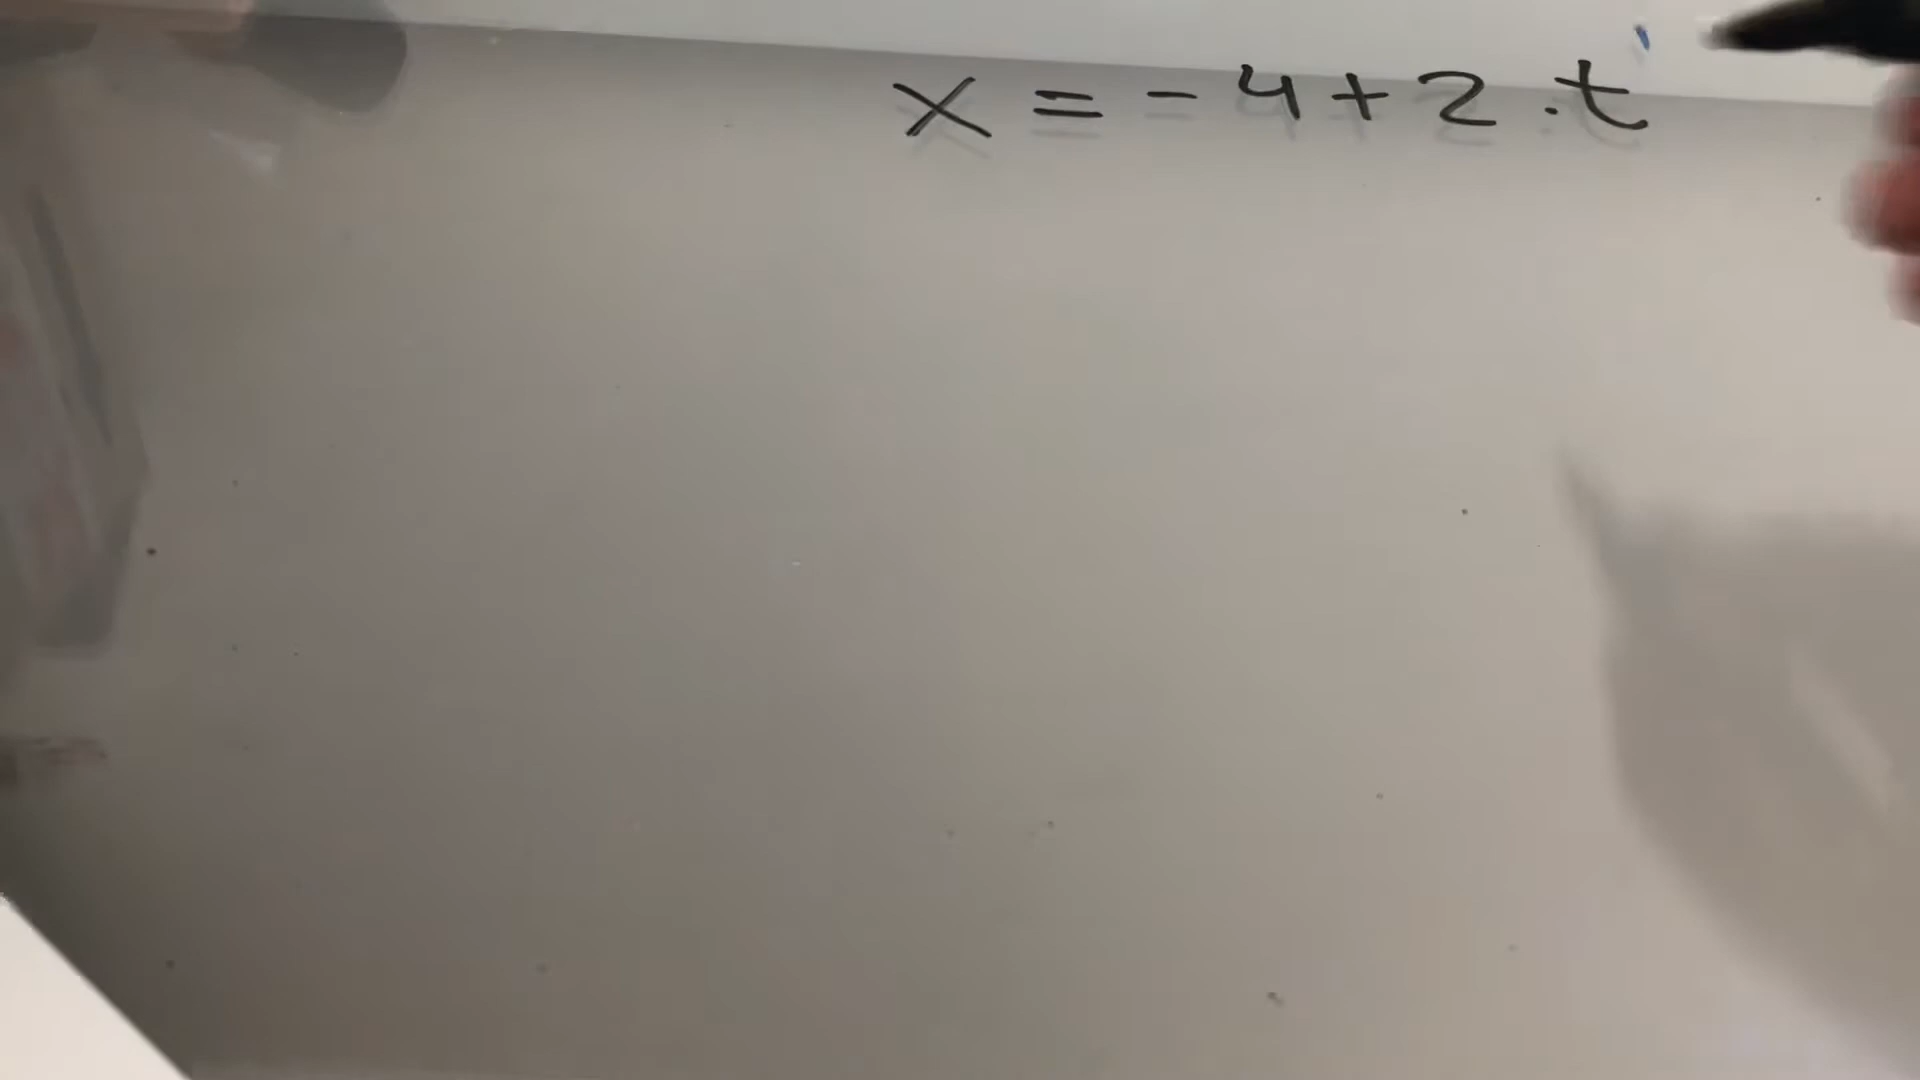 x = - 4 + 2 . t